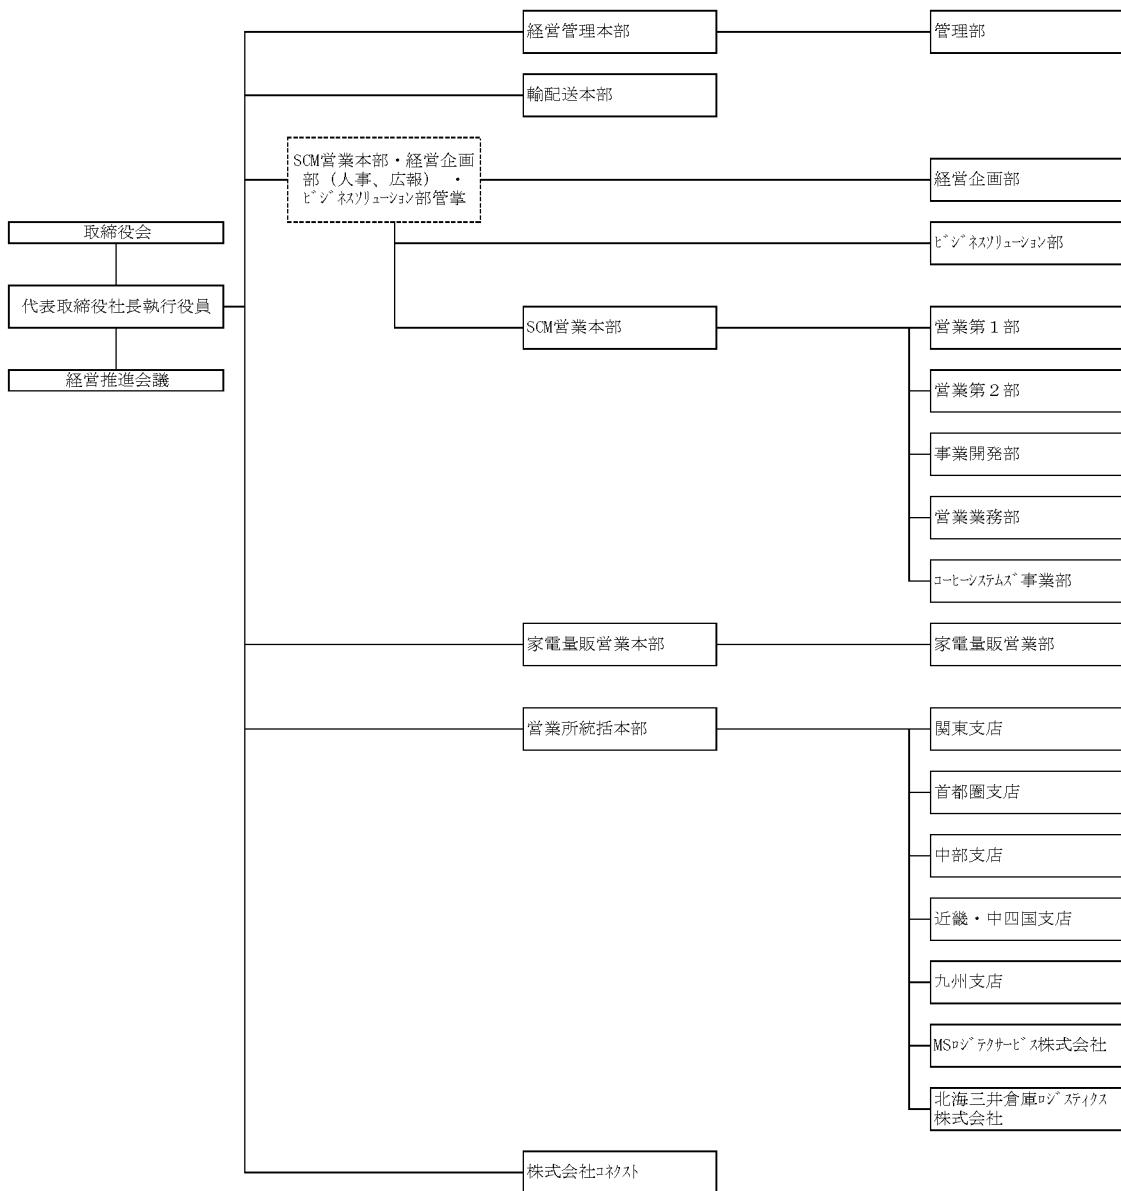 経営管理本部
管理部
輸配送本部
SCM営業本部・経営企画
部（人事、広報）　・
ﾋﾞｼﾞﾈｽｿﾘｭｰｼｮﾝ部管掌
経営企画部
取締役会
ﾋﾞｼﾞﾈｽｿﾘｭｰｼｮﾝ部
代表取締役社長執行役員
SCM営業本部
営業第１部
経営推進会議
営業第２部
事業開発部
営業業務部
ｺｰﾋｰｼｽﾃﾑｽﾞ事業部
家電量販営業本部
家電量販営業部
営業所統括本部
関東支店
首都圏支店
中部支店
近畿・中四国支店
九州支店
MSﾛｼﾞﾃｸｻｰﾋﾞｽ株式会社
北海三井倉庫ﾛｼﾞｽﾃｨｸｽ
株式会社
株式会社ｺﾈｸｽﾄ